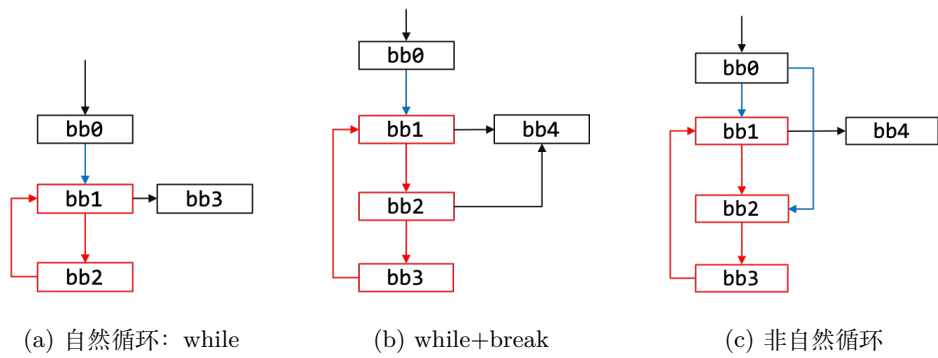 bb0
bb1
bb3
bb2
(a) 自然循环：while
bb0
bb1
bb4
bb2
bb3
(b) while+break
bb0
bb1
bb4
bb2
bb3
(c) 非自然循环